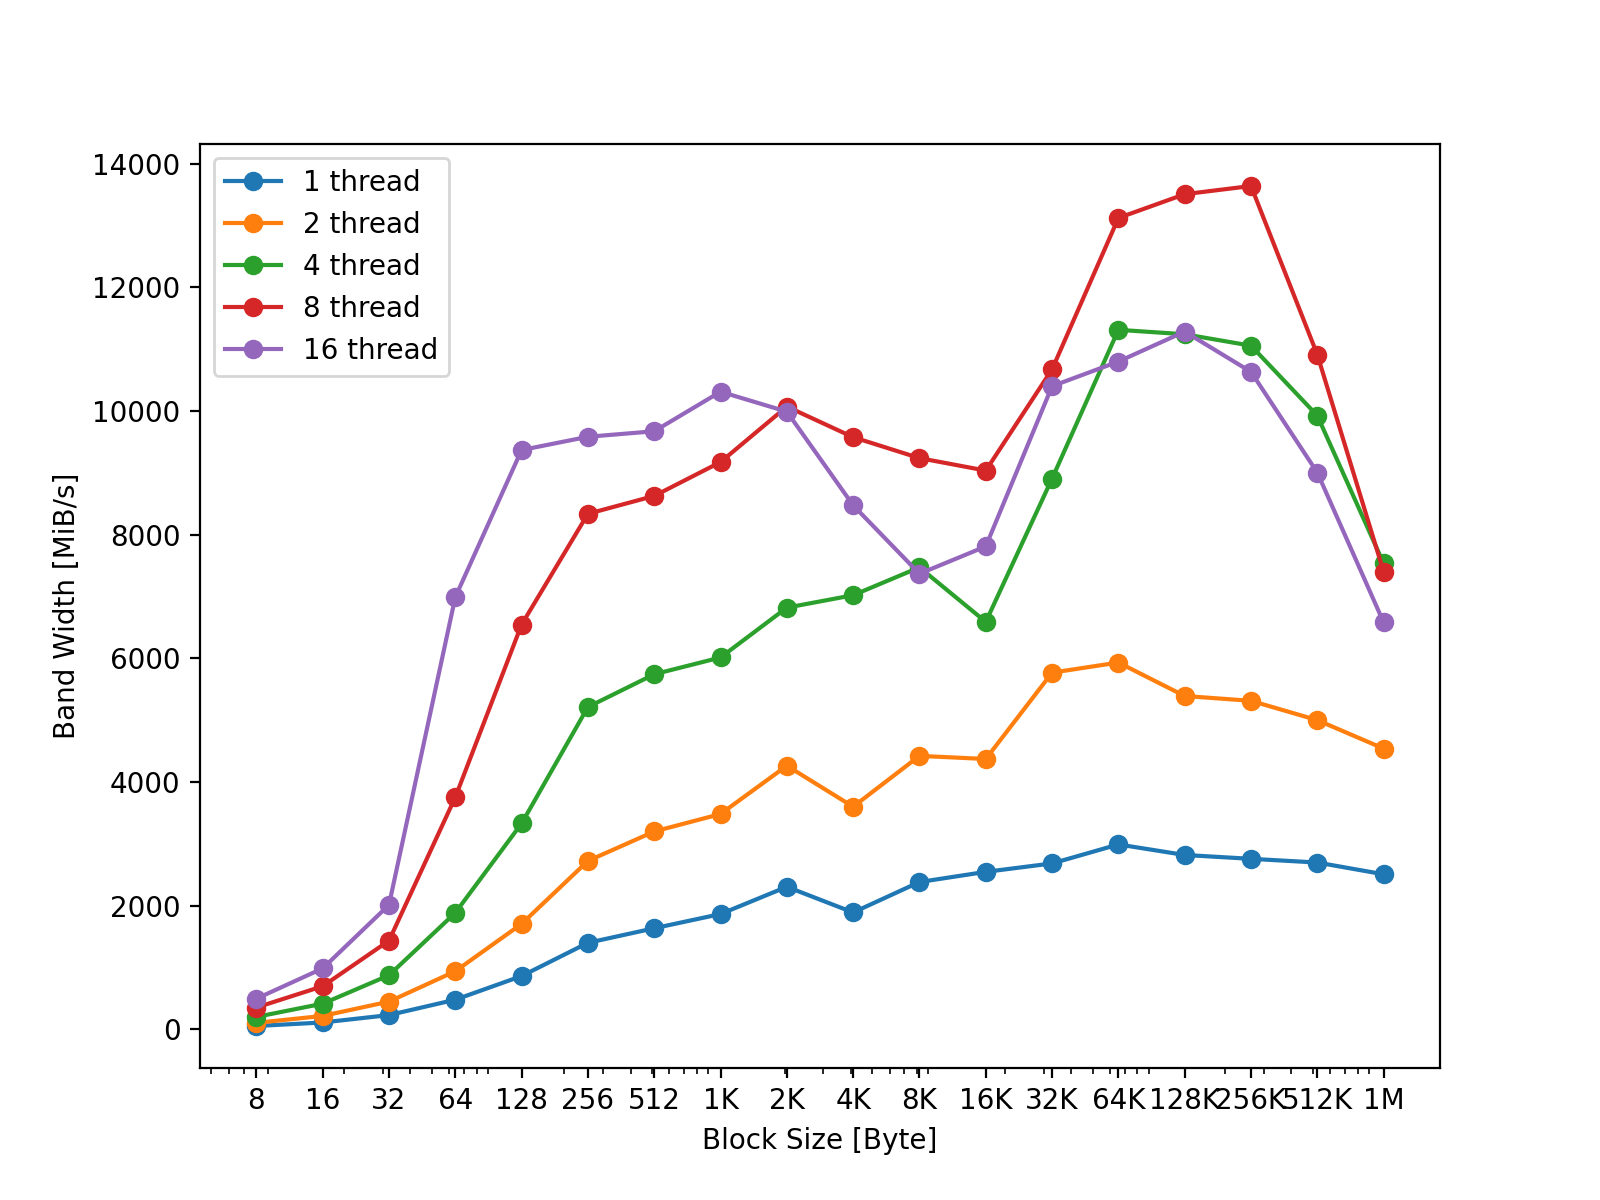 14000
12000
10000
8000
6000
4000
2000
0
Band Width [MiB/s]
1 thread
2 thread
4 thread
8 thread
16 thread
8 16 32 64 128 256 512 1K 2K 4K 8K 16K 32K 64K 128K 256K 512K 1M
Block Size [Byte]